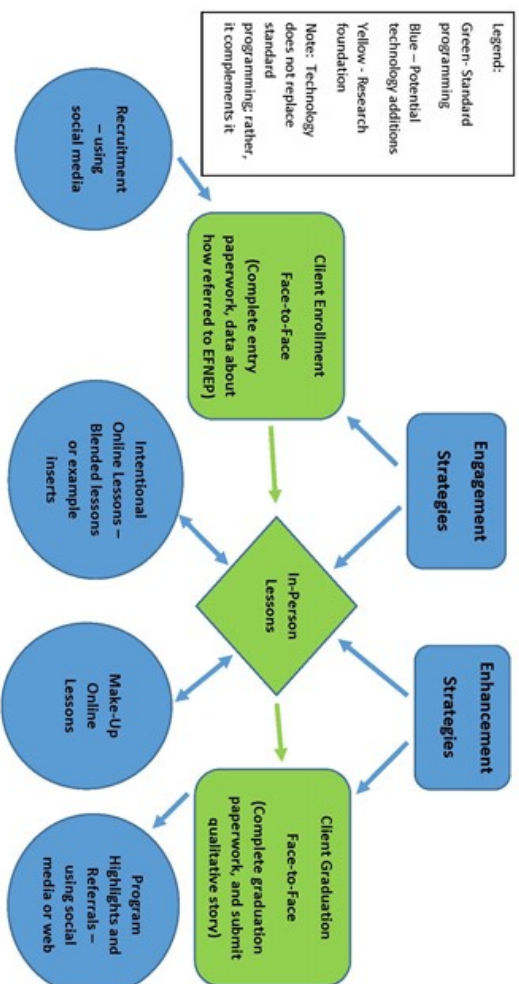 Legend:
Green- Standard
programming
Blue – Potential
technology additions
Yellow - Research
foundation
Note: Technology
does not replace
standard
programming; rather,
it complements it
Engagement
Strategies
Enhancement
Strategies
Recruitment
– using
social media
Client Enrollment
Face-to-Face
(Complete entry
paperwork, data about
how referred to EFNEP)
In-Person
Lessons
Client Graduation
Face-to-Face
(Complete graduation
paperwork, and submit
qualitative story)
Intentional
Online Lessons –
Blended lessons
or example
inserts
Make-Up
Online
Lessons
Program
Highlights and
Referrals –
using social
media or web